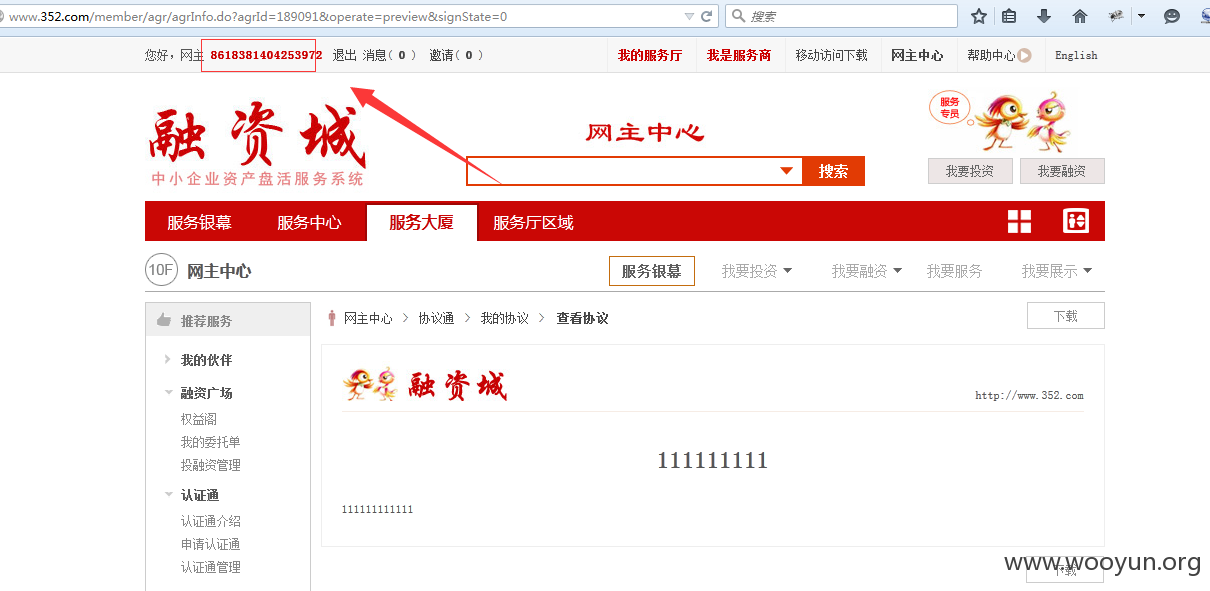 www.352.com/member/agr/agrInfo.do?agrId=189091&operate=preview&signState=0
搜索
您好，网主 8618381404253972 退出 消息（ 0 ） 邀请（ 0 ）
我的服务厅 我是服务商 移动访问下载 网主中心 帮助中心 English
融资城
中小企业资产盘活服务系统
网主中心
搜索
服务专员
我要投资 我要融资
服务银幕 服务中心 服务大厦 服务厅区域
10F 网主中心
服务银幕 我要投资 我要融资 我要服务 我要展示
推荐服务
我的伙伴
融资广场
权益阁
我的委托单
投融资管理
认证通
认证通介绍
申请认证通
认证通管理
网主中心 > 协议通 > 我的协议 > 查看协议
下载
融资城
http://www.352.com
111111111
111111111111
下载
www.wooyun.org